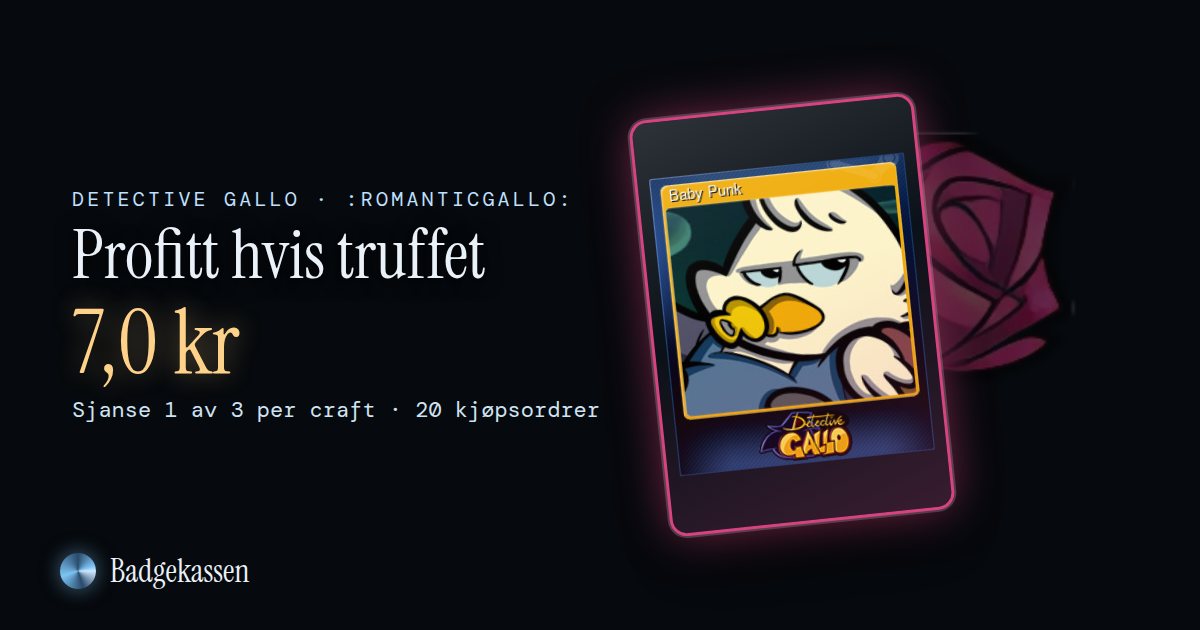 DETECTIVE GALLO · :ROMANTICGALLO:
Profitt hvis truffet
7,0 kr
Sjanse 1 av 3 per craft · 20 kjøpsordrer
Baby Punk
Detective
GALLO
Badgekassen